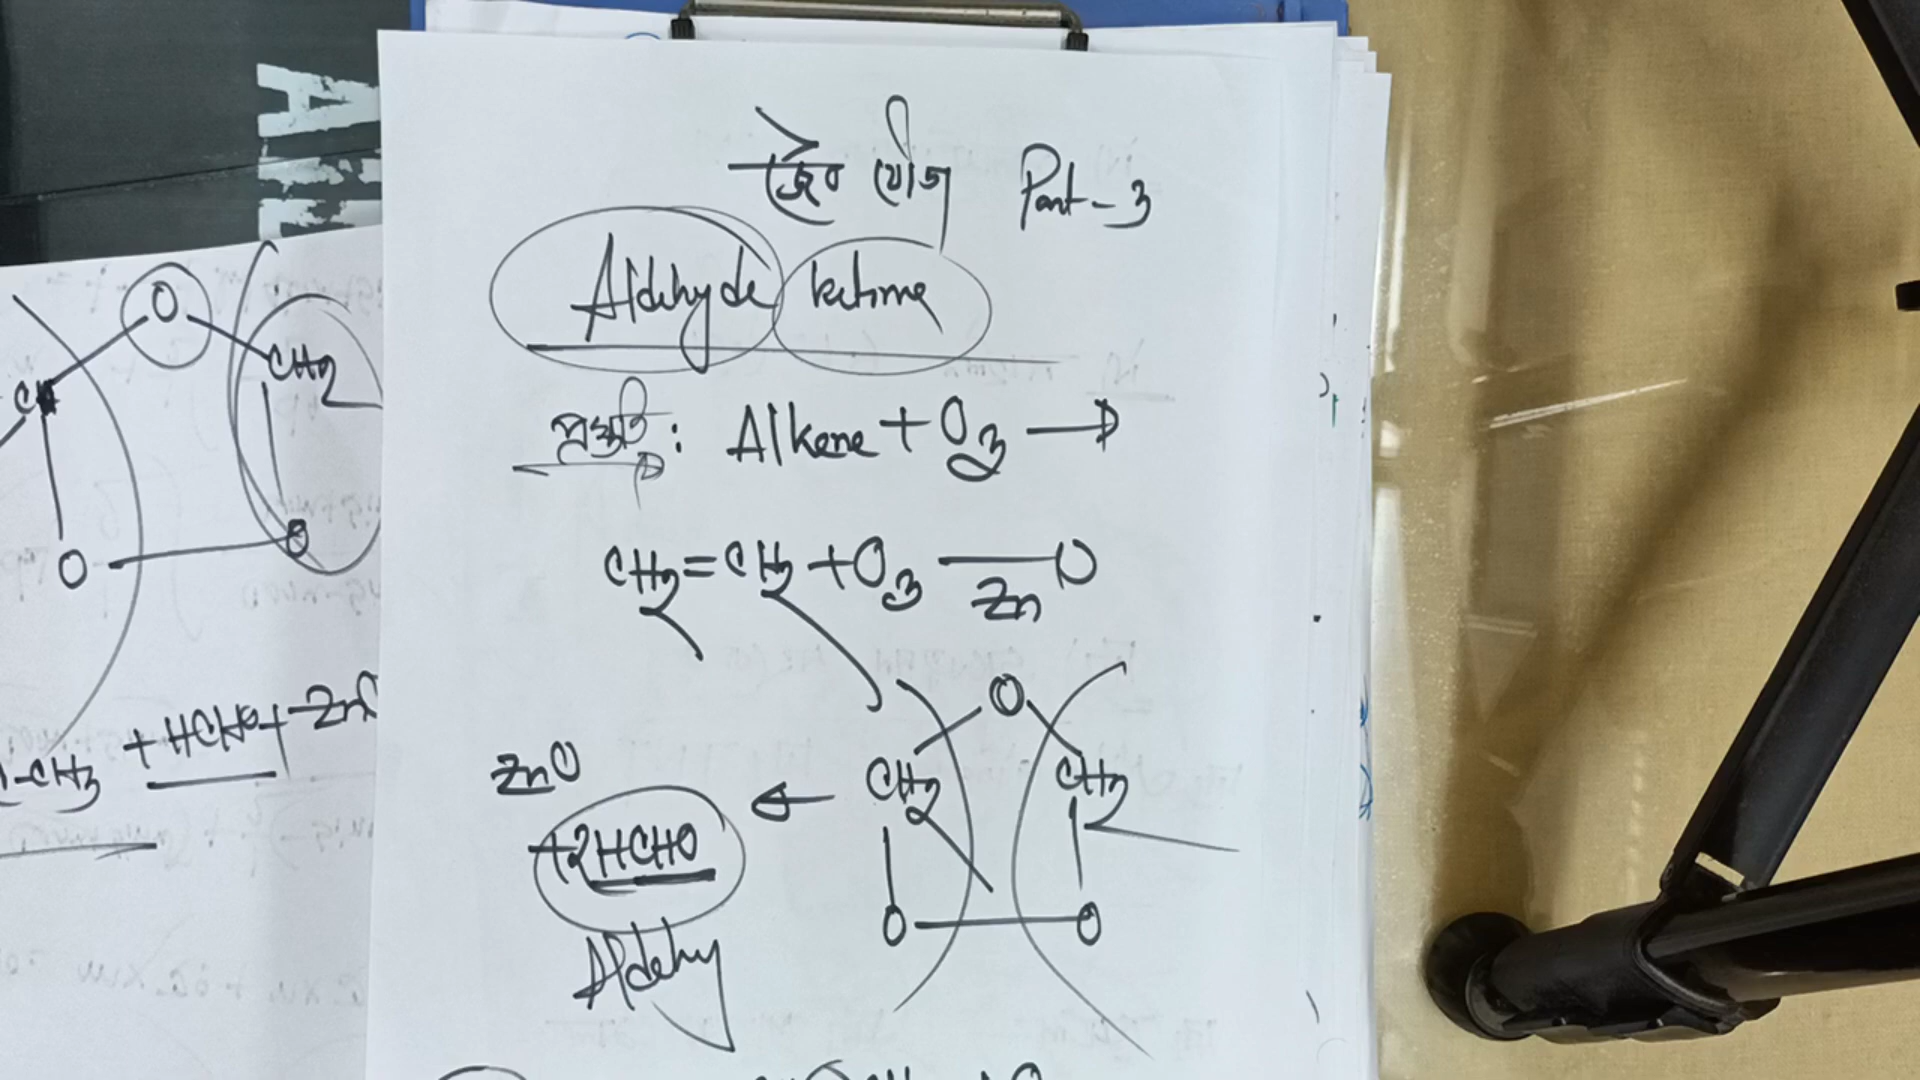 জৈব যৌগ Part-3
Aldehyde ketone
প্রস্তুতি: Alkene + O3 →
CH2=CH2 + O3 → Zn
O
CH2 CH2
O O
ZnO ←
+2HCHO
Aldehy
O
CH CH2
O O
-CH3 + HCHO + ZnO